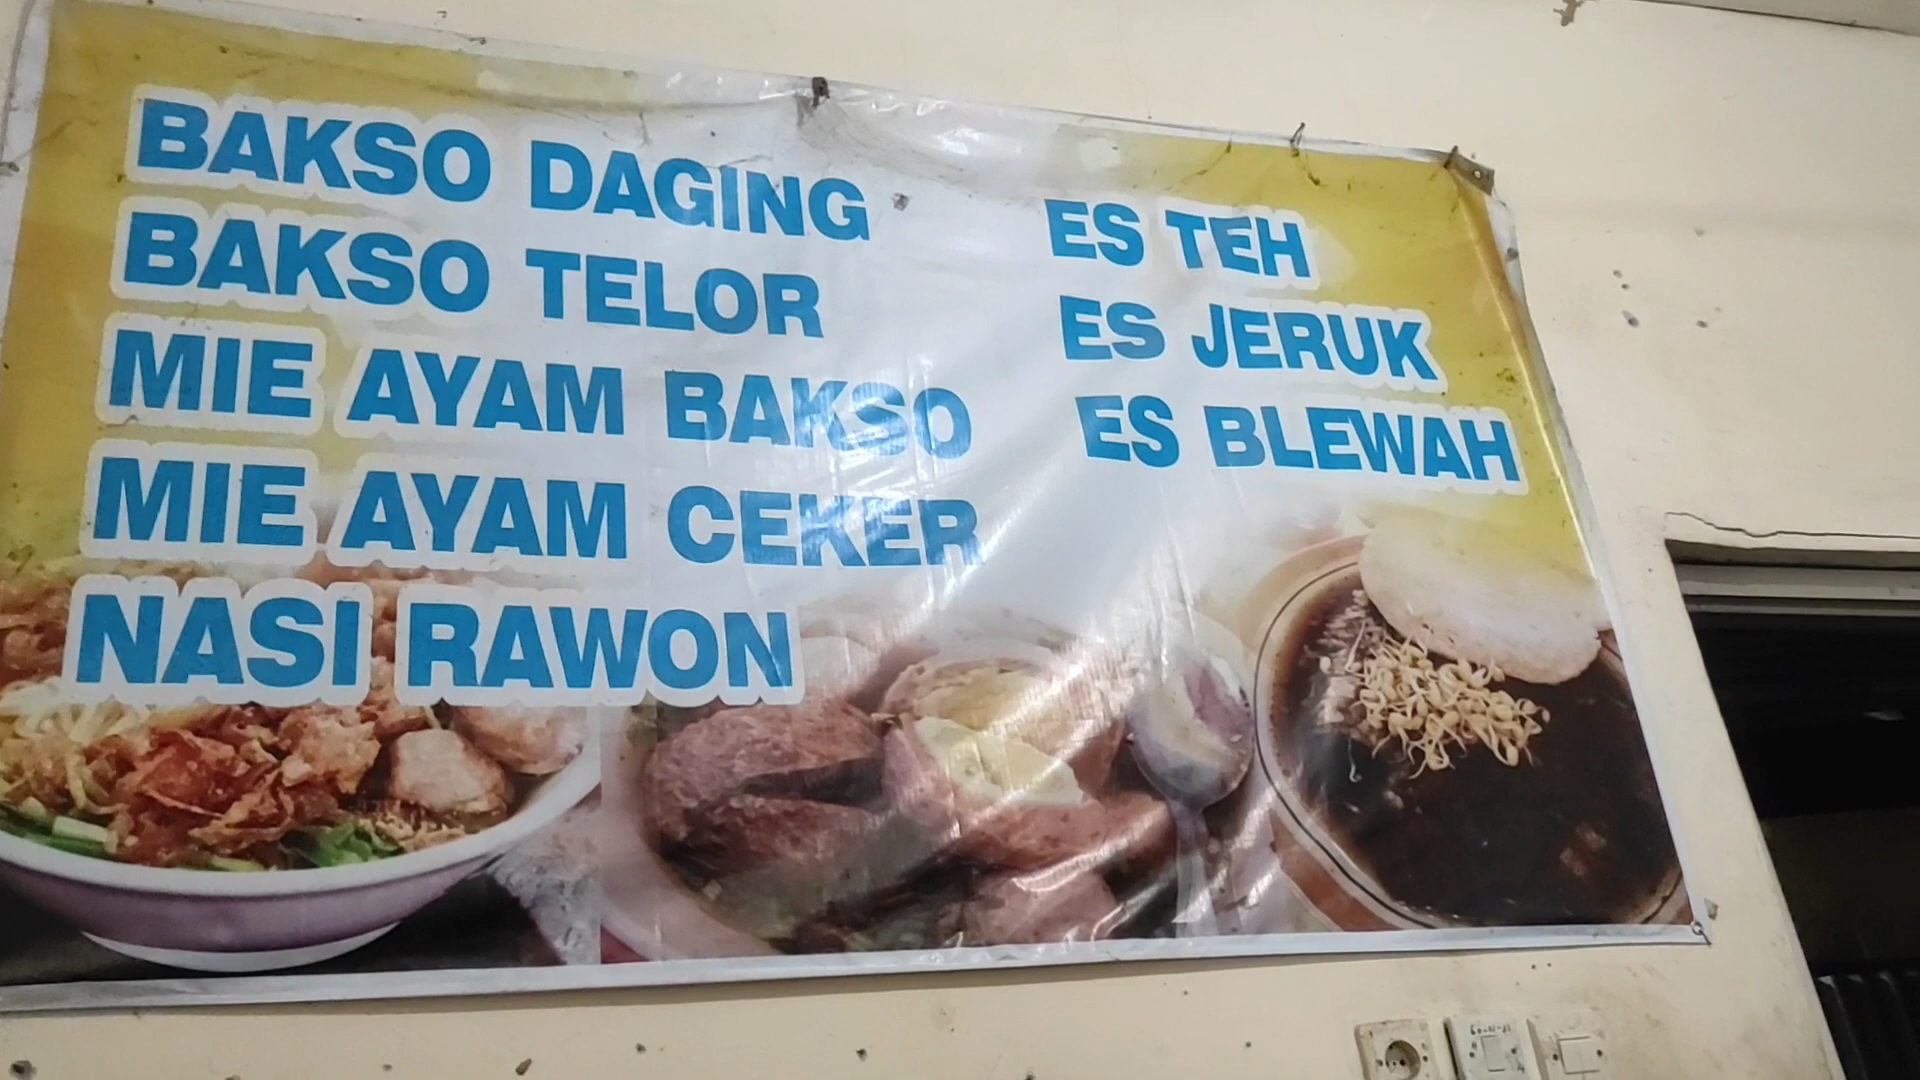 BAKSO DAGING
BAKSO TELOR
MIE AYAM BAKSO
MIE AYAM CEKER
NASI RAWON
ES TEH
ES JERUK
ES BLEWAH